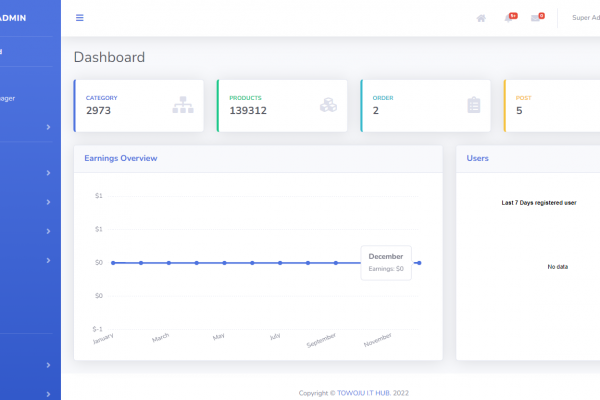 ADMIN
Super Ad
ager
Dashboard
CATEGORY
2973
PRODUCTS
139312
ORDER
2
POST
5
Earnings Overview
Users
$1
$1
$0
$0
$-1
December
Earnings: $0
January
March
May
July
September
November
Last 7 Days registered user
No data
Copyright © TOWOJU I.T HUB. 2022